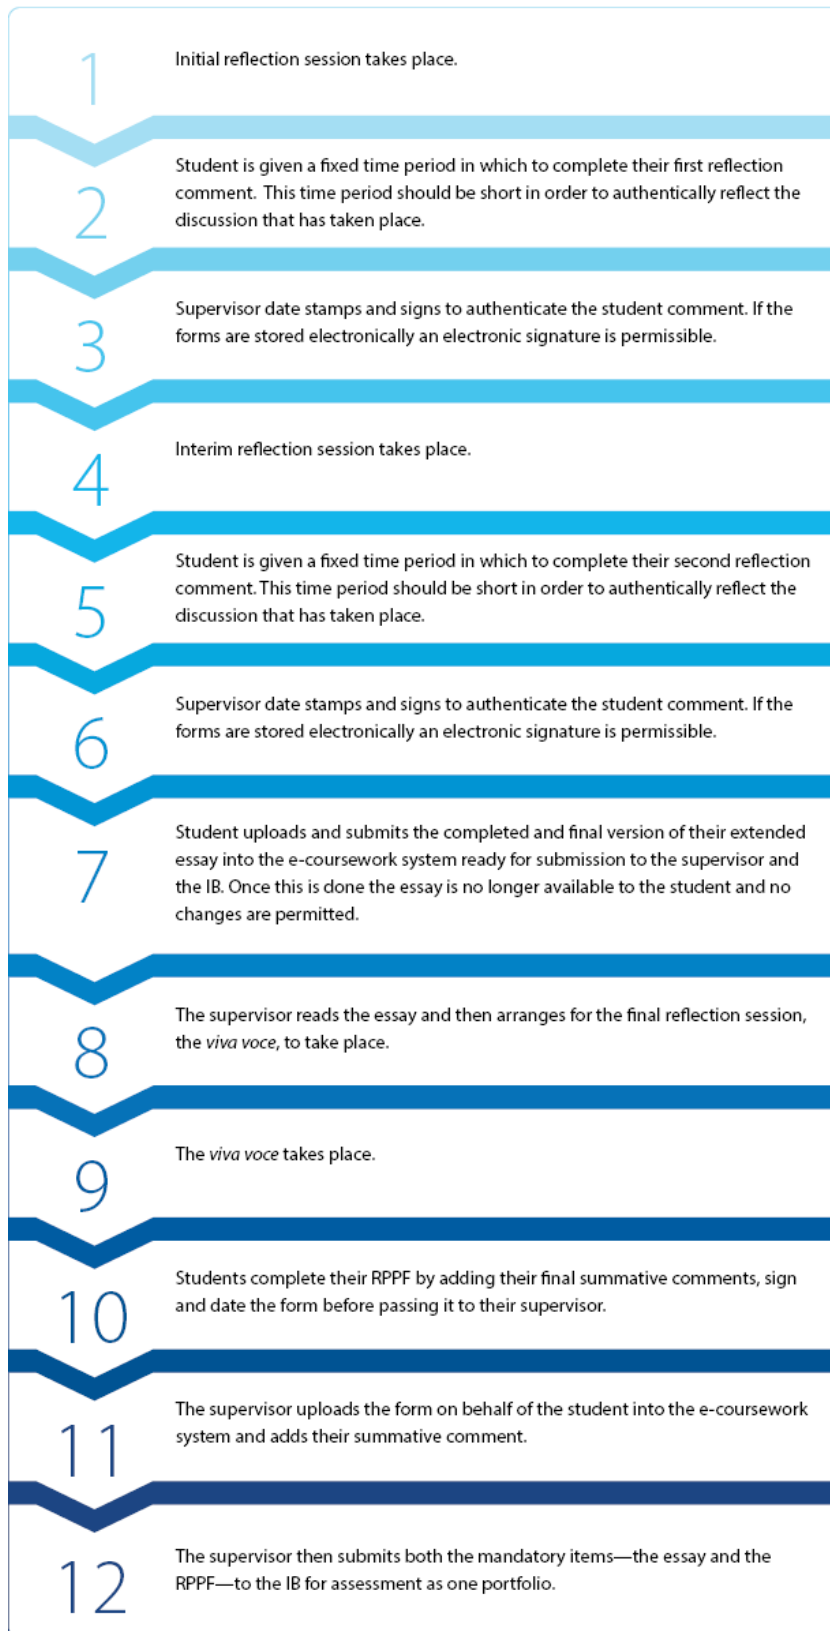 1
Initial reflection session takes place.
2
Student is given a fixed time period in which to complete their first reflection
comment. This time period should be short in order to authentically reflect the
discussion that has taken place.
3
Supervisor date stamps and signs to authenticate the student comment. If the
forms are stored electronically an electronic signature is permissible.
4
Interim reflection session takes place.
5
Student is given a fixed time period in which to complete their second reflection
comment. This time period should be short in order to authentically reflect the
discussion that has taken place.
6
Supervisor date stamps and signs to authenticate the student comment. If the
forms are stored electronically an electronic signature is permissible.
7
Student uploads and submits the completed and final version of their extended
essay into the e-coursework system ready for submission to the supervisor and
the IB. Once this is done the essay is no longer available to the student and no
changes are permitted.
8
The supervisor reads the essay and then arranges for the final reflection session,
the viva voce, to take place.
9
The viva voce takes place.
10
Students complete their RPPF by adding their final summative comments, sign
and date the form before passing it to their supervisor.
11
The supervisor uploads the form on behalf of the student into the e-coursework
system and adds their summative comment.
12
The supervisor then submits both the mandatory items—the essay and the
RPPF—to the IB for assessment as one portfolio.